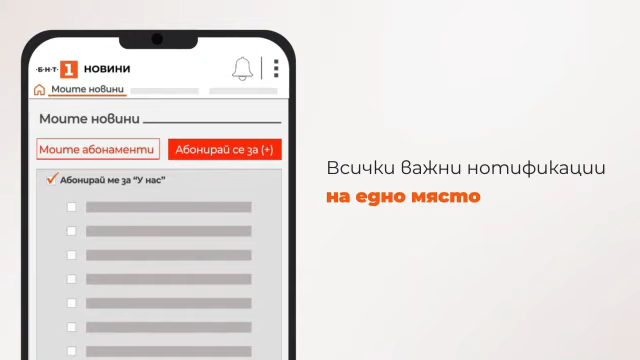 ·Б·Н·Т· 1 НОВИНИ
Моите новини
Моите новини
Моите абонаменти
Абонирай се за (+)
Абонирай ме за “У нас”
Всички важни нотификации
на едно място